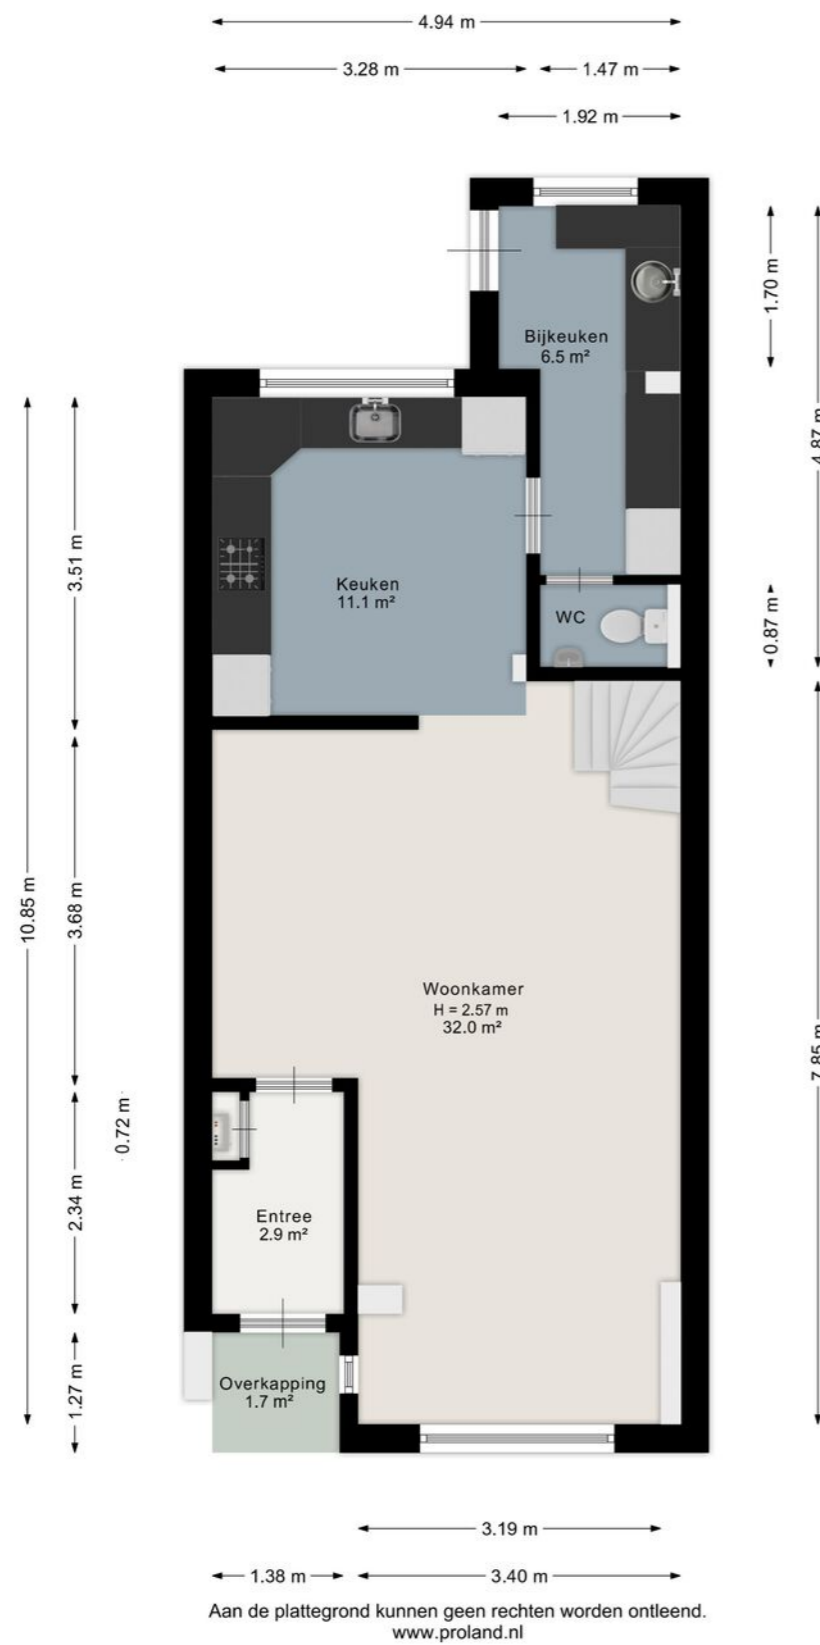 4.94 m
3.28 m
1.47 m
1.92 m
1.70 m
Bijkeuken
6.5 m²
4.87 m
3.51 m
Keuken
11.1 m²
WC
0.87 m
10.85 m
3.68 m
Woonkamer
H = 2.57 m
32.0 m²
7.85 m
0.72 m
2.34 m
Entree
2.9 m²
1.27 m
Overkapping
1.7 m²
3.19 m
1.38 m
3.40 m
Aan de plattegrond kunnen geen rechten worden ontleend.
www.proland.nl